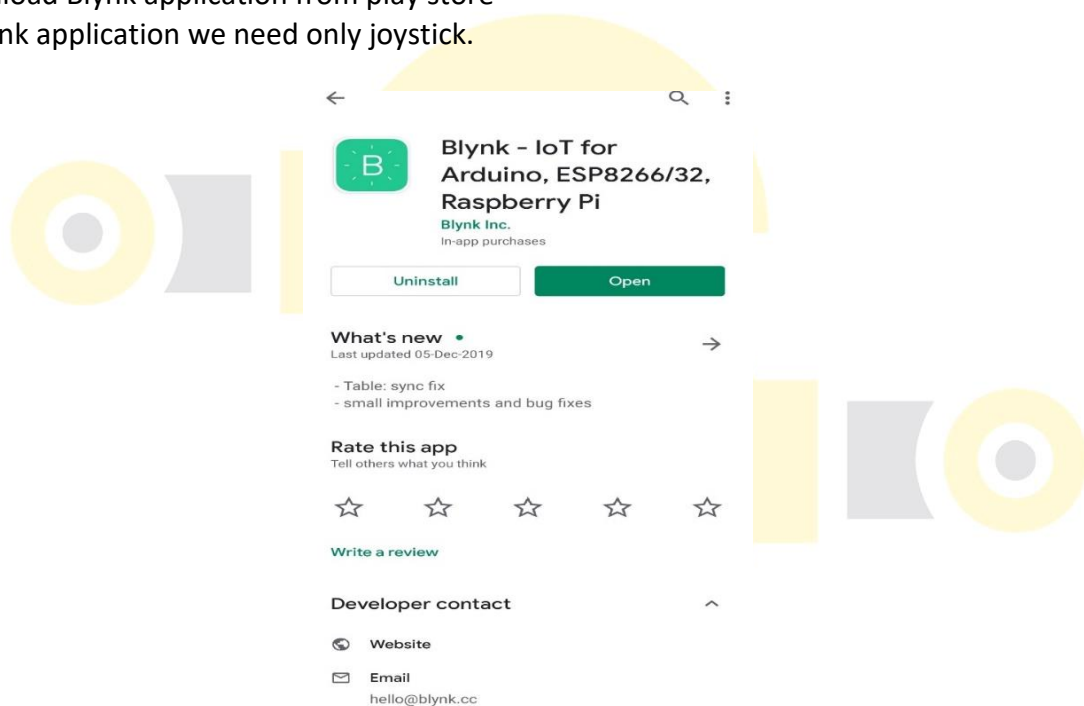 load Blynk application from play store
nk application we need only joystick.
B
Blynk - IoT for
Arduino, ESP8266/32,
Raspberry Pi
Blynk Inc.
In-app purchases
Uninstall
Open
What's new •
Last updated 05-Dec-2019
- Table: sync fix
- small improvements and bug fixes
Rate this app
Tell others what you think
Write a review
Developer contact
Website
Email
hello@blynk.cc